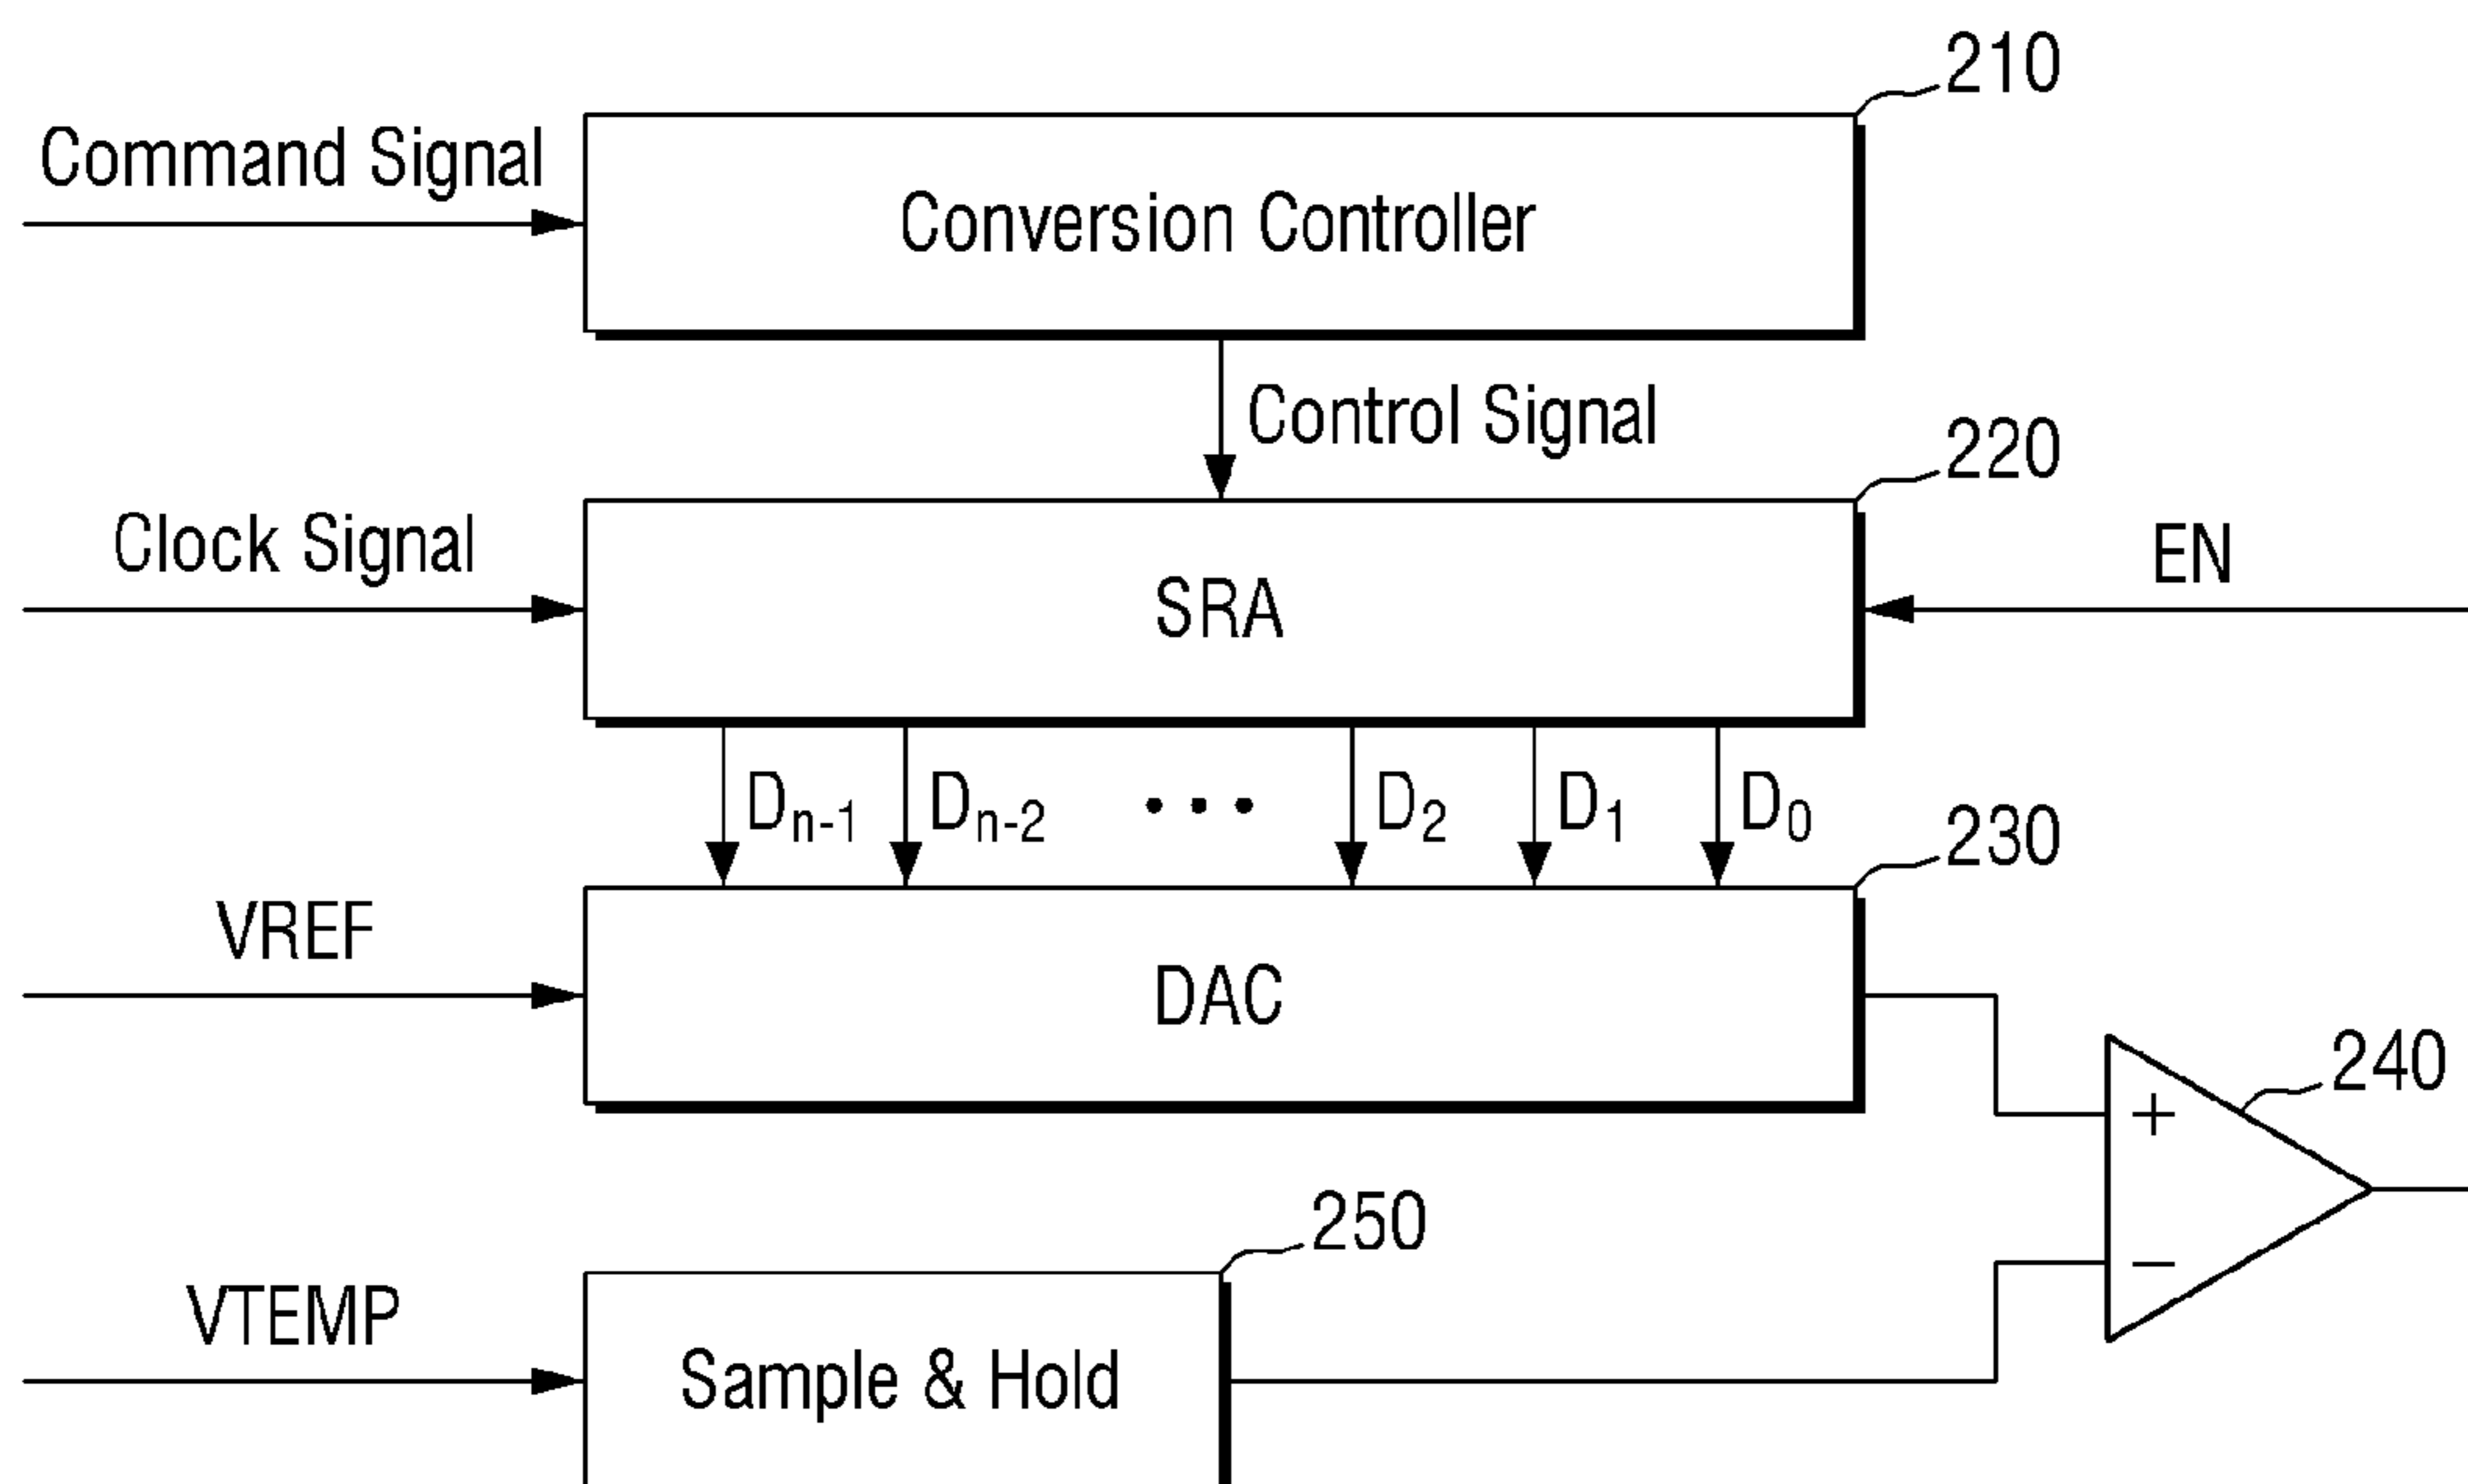 210
Command Signal
Conversion Controller
Control Signal
220
Clock Signal
SRA
EN
Dn-1 Dn-2 ••• D2 D1 D0
230
VREF
DAC
240
+
−
250
VTEMP
Sample & Hold